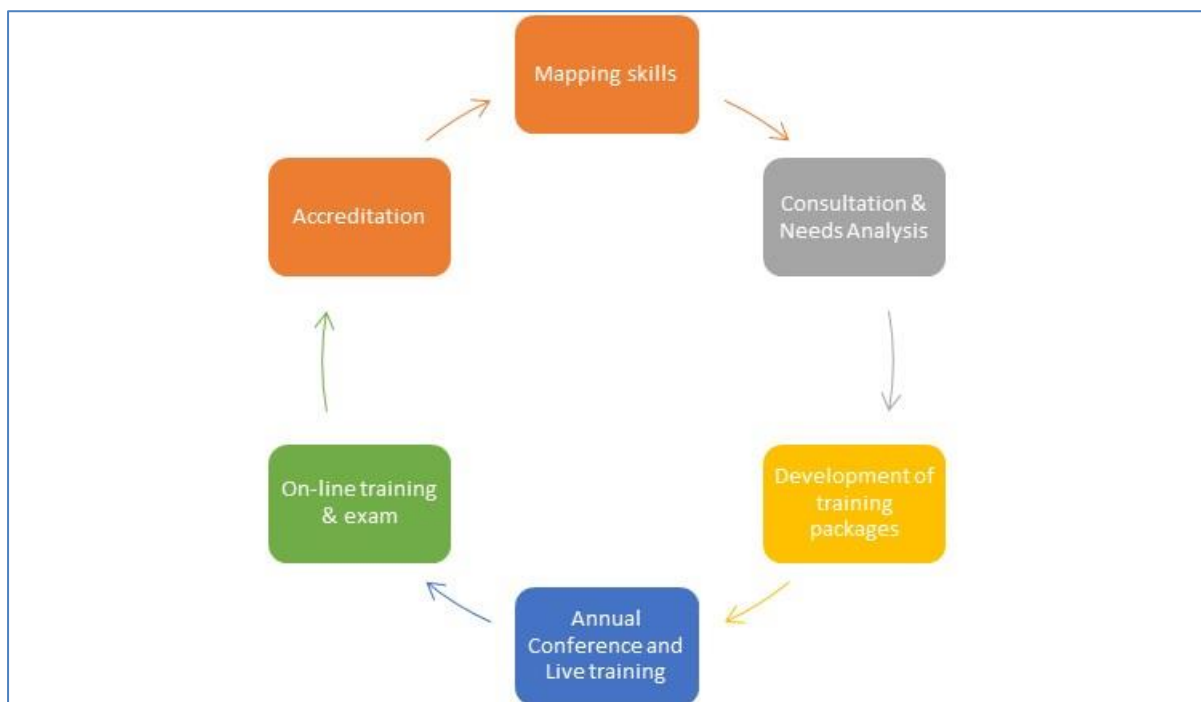 Mapping skills
Consultation &
Needs Analysis
Development of
training
packages
Annual
Conference and
Live training
On-line training
& exam
Accreditation